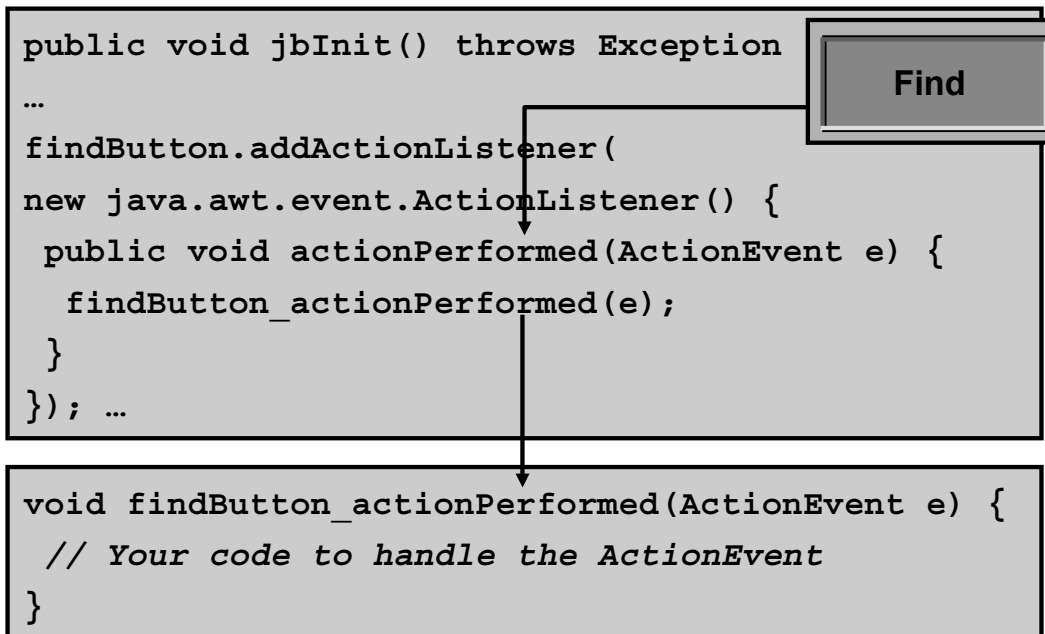 public void jbInit() throws Exception
Find
…
findButton.addActionListener(
new java.awt.event.ActionListener() {
public void actionPerformed(ActionEvent e) {
findButton_actionPerformed(e);
}
}); …
void findButton_actionPerformed(ActionEvent e) {
// Your code to handle the ActionEvent
}